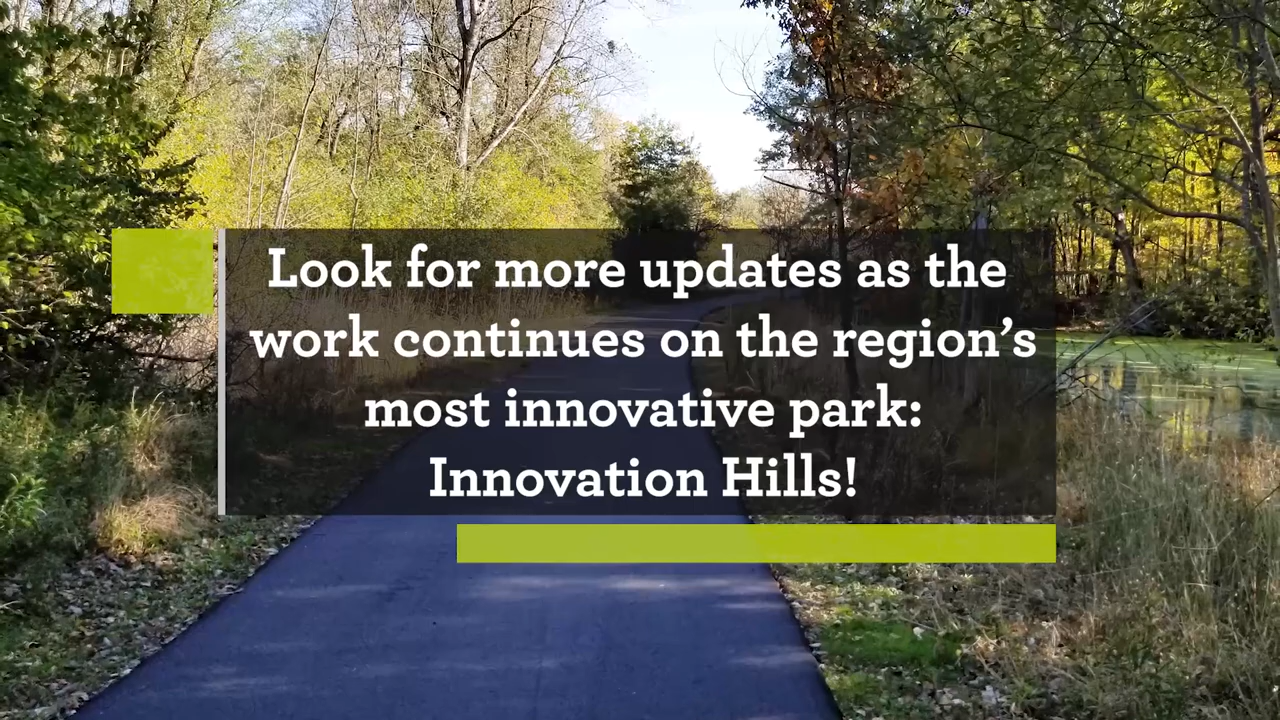 Look for more updates as the
work continues on the region’s
most innovative park:
Innovation Hills!